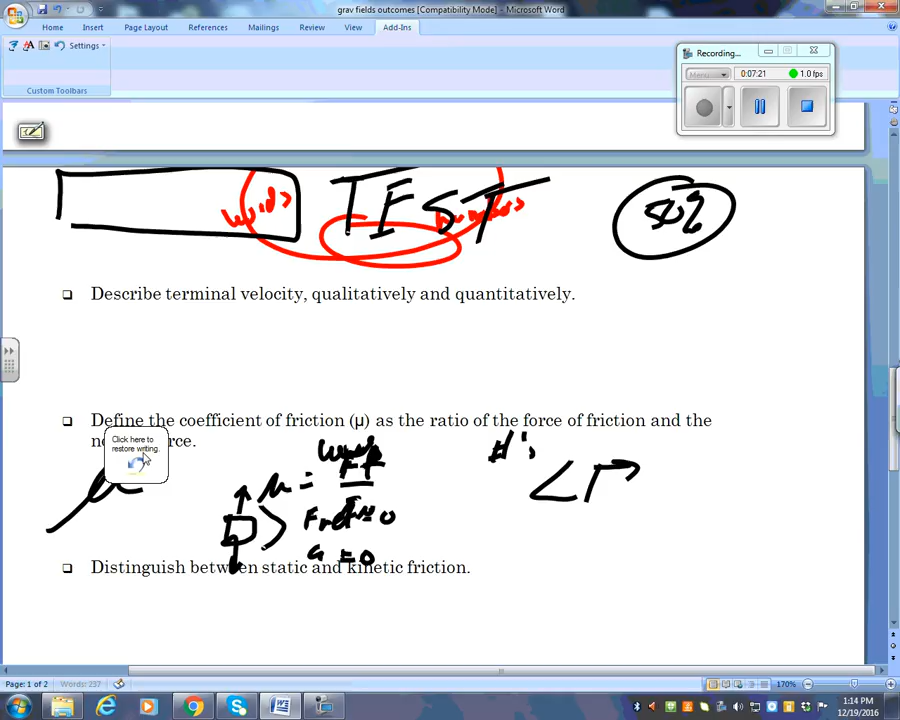 grav fields outcomes [Compatibility Mode] - Microsoft Word
Home Insert Page Layout References Mailings Review View Add-Ins
Settings
Custom Toolbars
Recording...
Menu
0:07:21 1.0 fps
TEST
50%
Describe terminal velocity, qualitatively and quantitatively.
Define the coefficient of friction (μ) as the ratio of the force of friction and the
Click here to
restore writing.
#'s
μ =
a = 0
Distinguish between static and kinetic friction.
Page: 1 of 2 Words: 237 170%
1:14 PM
12/19/2016